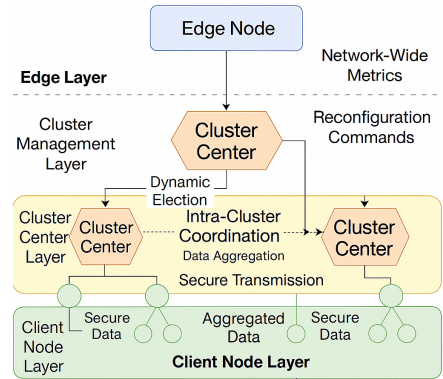 Edge Node
Network-Wide
Metrics
Edge Layer
Cluster
Management
Layer
Cluster
Center
Reconfiguration
Commands
Dynamic
Election
Cluster
Center
Layer
Cluster
Center
Intra-Cluster
Coordination
Data Aggregation
Cluster
Center
Secure Transmission
Client
Node
Layer
Secure
Data
Aggregated
Data
Secure
Data
Client Node Layer